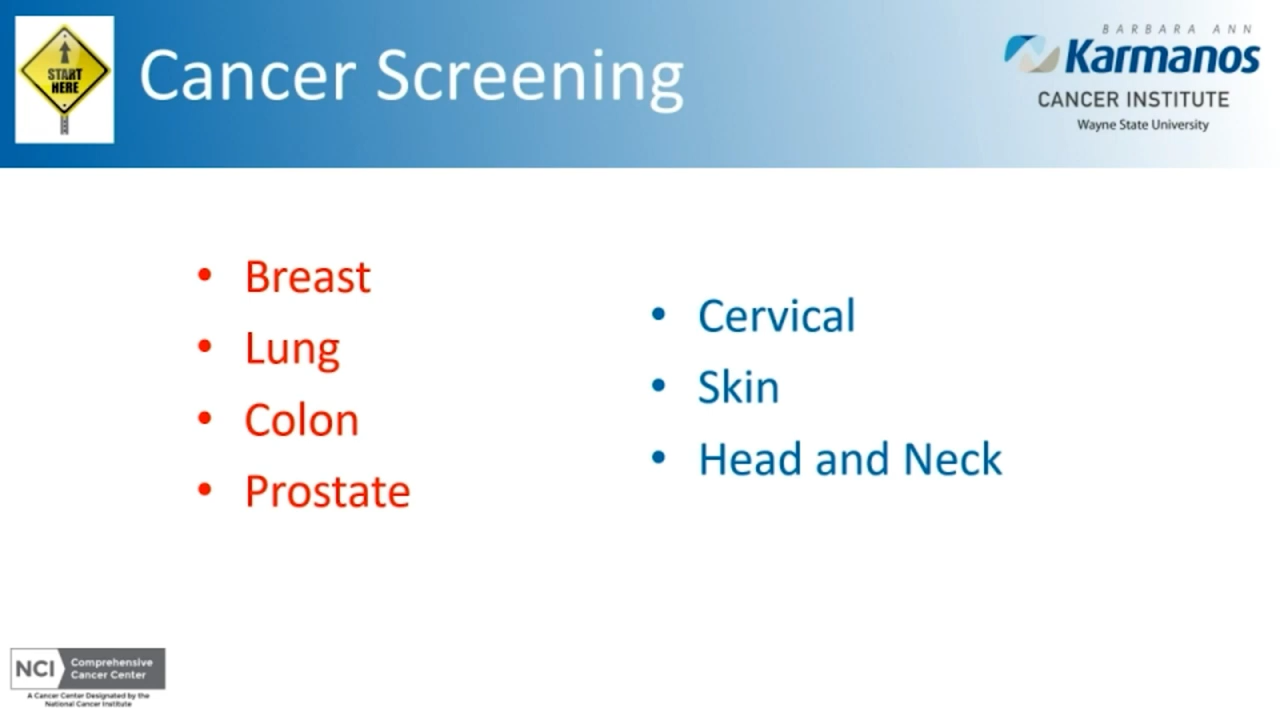 START
HERE
Cancer Screening
BARBARA ANN
Karmanos
CANCER INSTITUTE
Wayne State University
• Breast
• Lung
• Colon
• Prostate
• Cervical
• Skin
• Head and Neck
NCI Comprehensive
Cancer Center
A Cancer Center Designated by the
National Cancer Institute